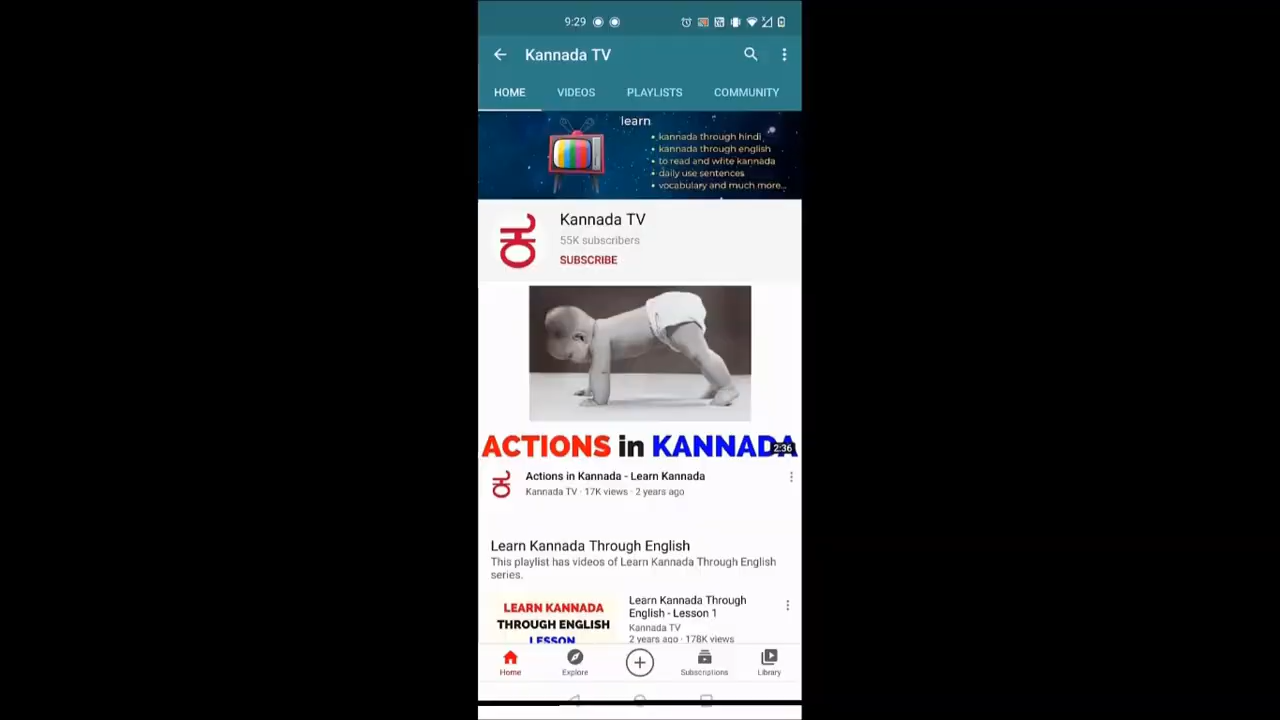 9:29
Kannada TV
HOME VIDEOS PLAYLISTS COMMUNITY
learn
• kannada through hindi
• kannada through english
• to read and write kannada
• daily use sentences
• vocabulary and much more...
Kannada TV
55K subscribers
SUBSCRIBE
ACTIONS in KANNADA
2:36
Actions in Kannada - Learn Kannada
Kannada TV · 17K views · 2 years ago
Learn Kannada Through English
This playlist has videos of Learn Kannada Through English
series.
LEARN KANNADA
THROUGH ENGLISH
LESSON
Learn Kannada Through
English - Lesson 1
Kannada TV
2 years ago · 178K views
Home Explore Subscriptions Library